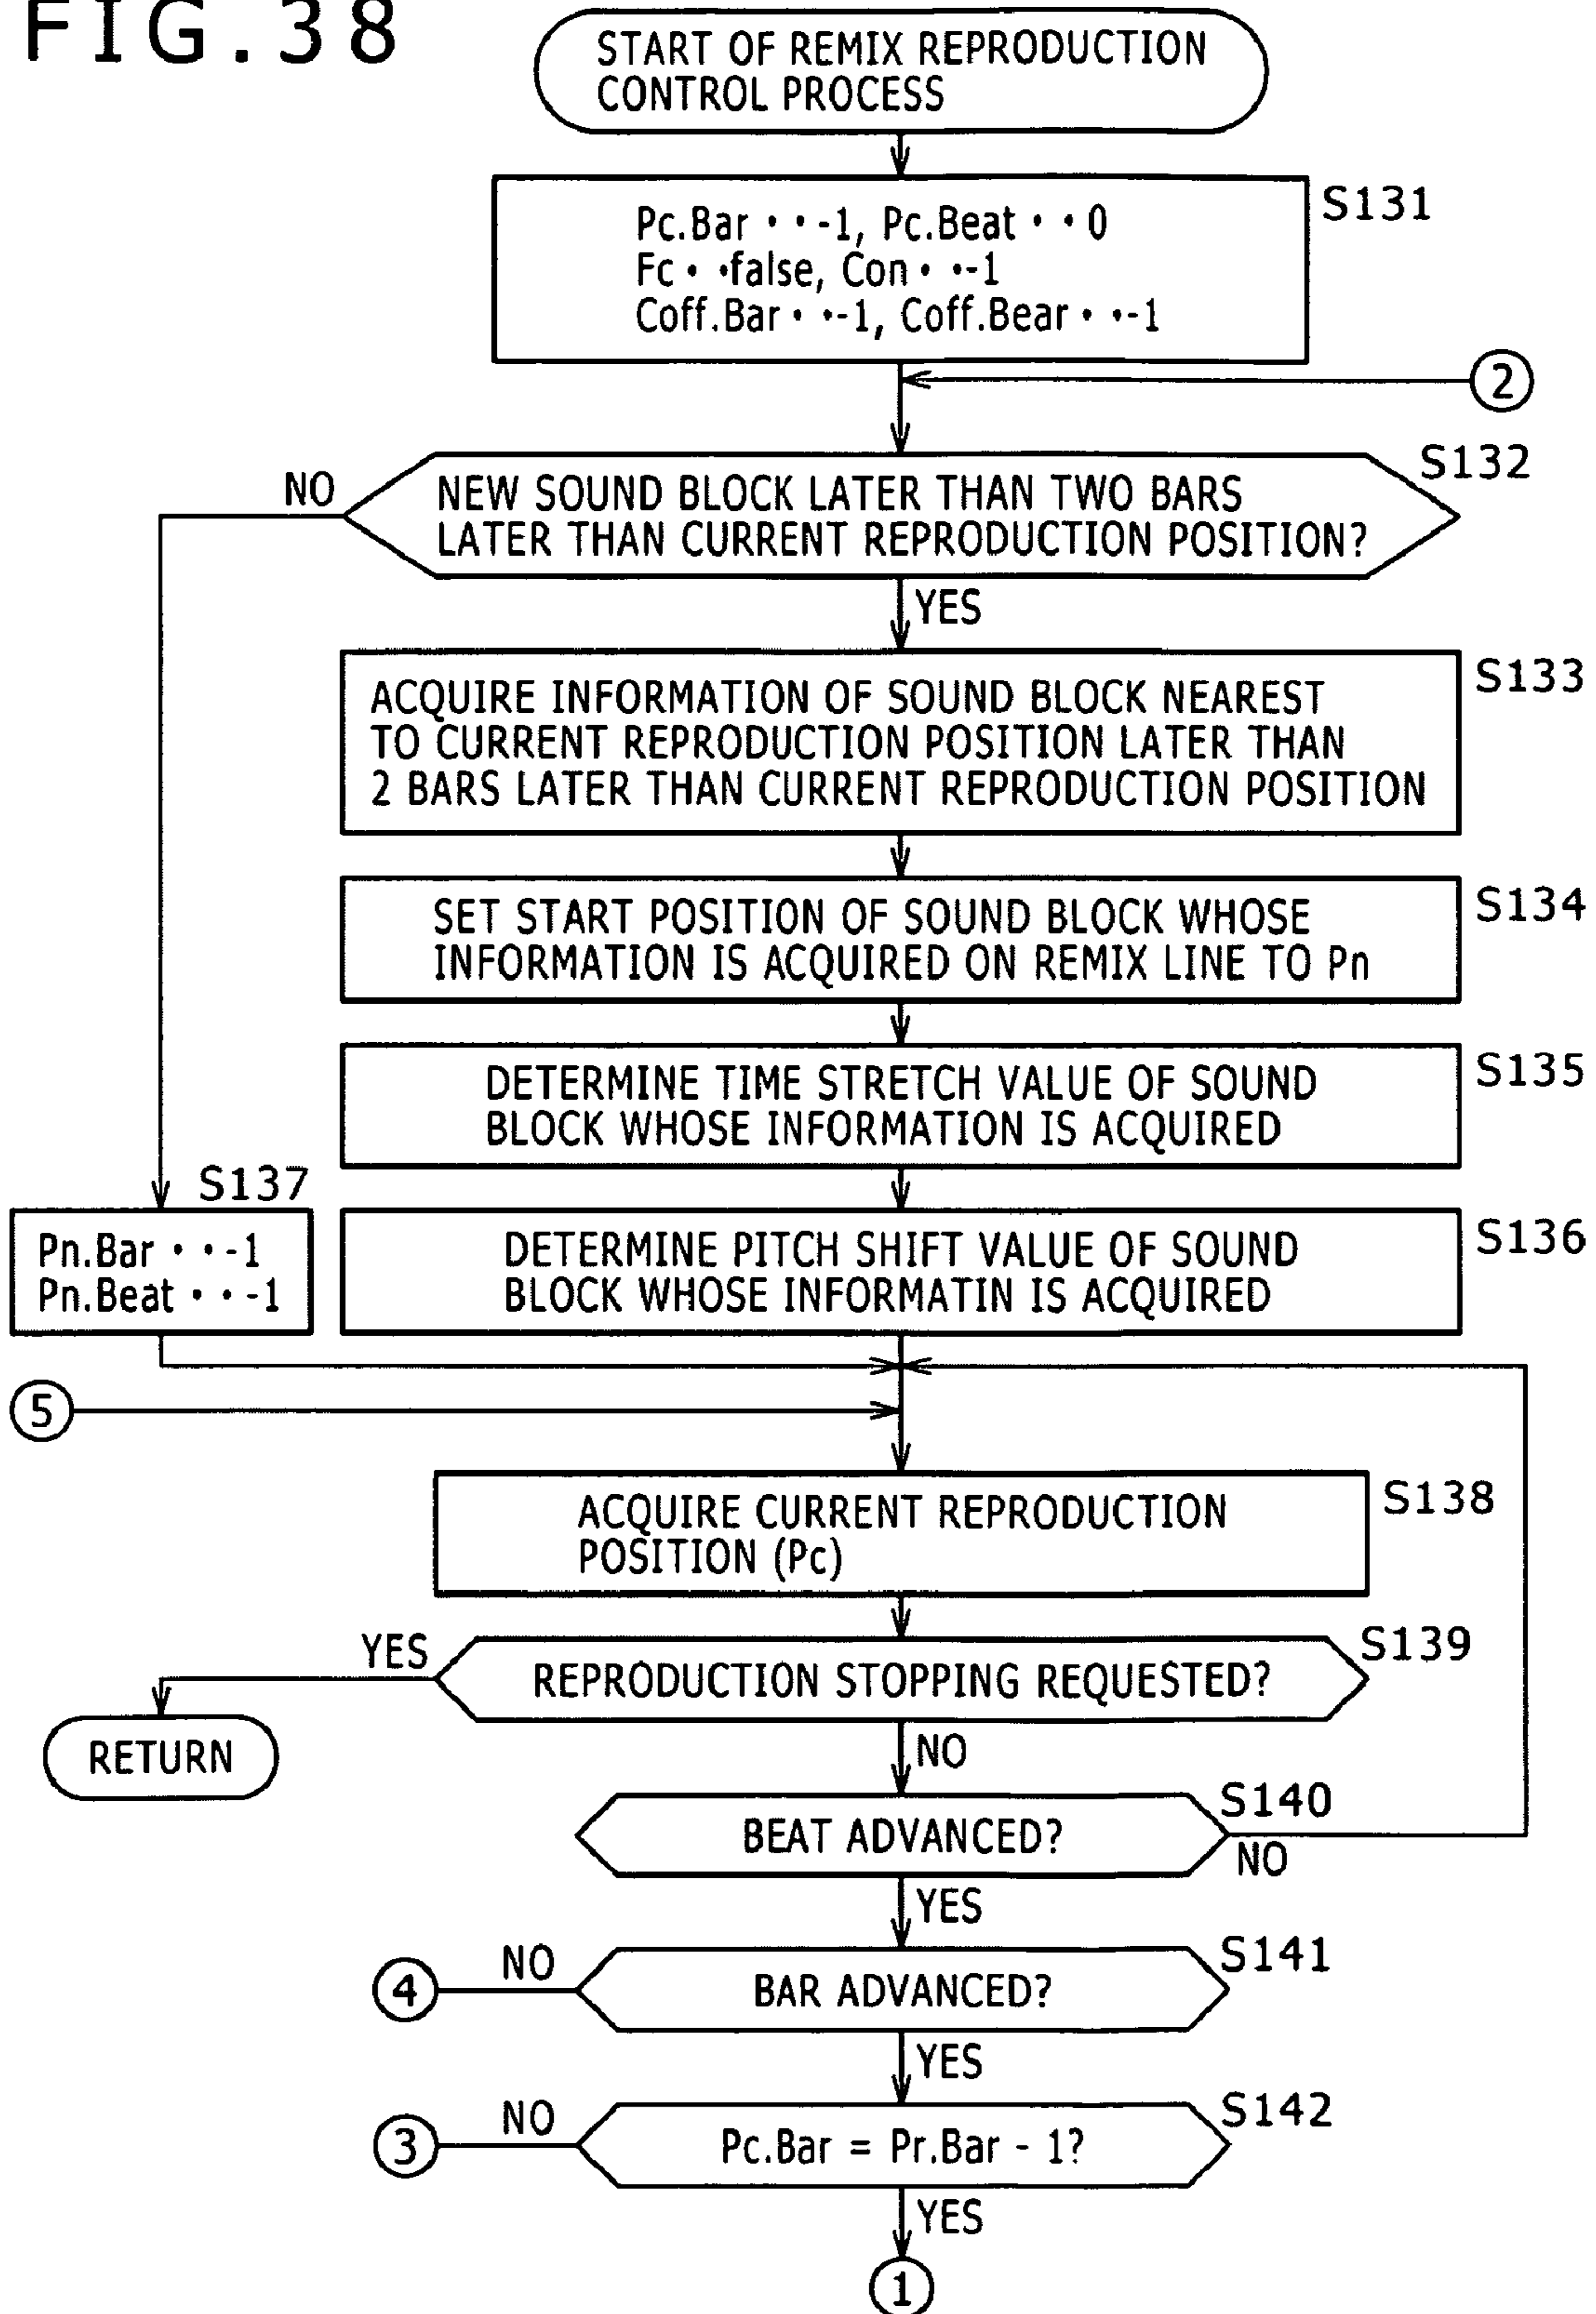 FIG.38
START OF REMIX REPRODUCTION
CONTROL PROCESS
S131
Pc.Bar・・-1, Pc.Beat・・0
Fc・・false, Con・・-1
Coff.Bar・・-1, Coff.Bear・・-1
2
S132
NO
NEW SOUND BLOCK LATER THAN TWO BARS
LATER THAN CURRENT REPRODUCTION POSITION?
YES
S133
ACQUIRE INFORMATION OF SOUND BLOCK NEAREST
TO CURRENT REPRODUCTION POSITION LATER THAN
2 BARS LATER THAN CURRENT REPRODUCTION POSITION
S134
SET START POSITION OF SOUND BLOCK WHOSE
INFORMATION IS ACQUIRED ON REMIX LINE TO Pn
S135
DETERMINE TIME STRETCH VALUE OF SOUND
BLOCK WHOSE INFORMATION IS ACQUIRED
S137
Pn.Bar・・-1
Pn.Beat・・-1
S136
DETERMINE PITCH SHIFT VALUE OF SOUND
BLOCK WHOSE INFORMATIN IS ACQUIRED
5
S138
ACQUIRE CURRENT REPRODUCTION
POSITION (Pc)
S139
YES
REPRODUCTION STOPPING REQUESTED?
RETURN
NO
S140
BEAT ADVANCED?
NO
YES
S141
NO
4
BAR ADVANCED?
YES
S142
NO
3
Pc.Bar = Pr.Bar - 1?
YES
1